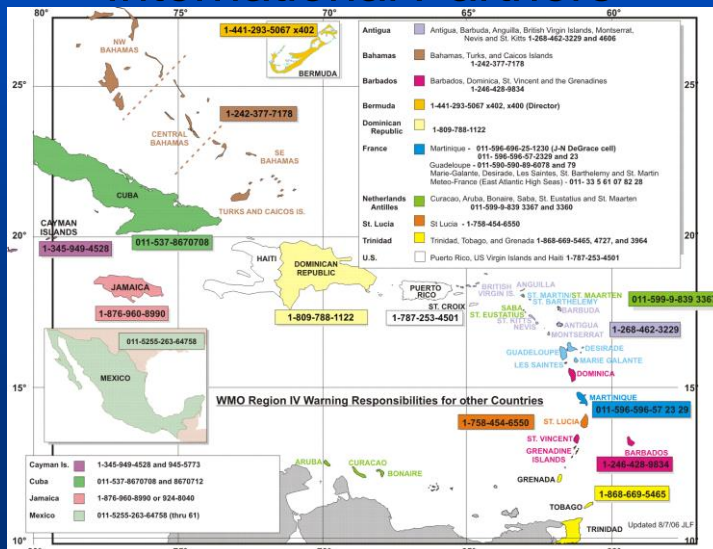 International Partners
80° 75° 70° 65° 60°
25°
20°
15°
10°
25°
20°
15°
10°
NW
BAHAMAS
1-441-293-5067 x402
BERMUDA
1-242-377-7178
CENTRAL
BAHAMAS
SE
BAHAMAS
TURKS AND CAICOS IS.
CUBA
011-537-8670708
CAYMAN
ISLANDS
1-345-949-4528
JAMAICA
1-876-960-8990
HAITI
DOMINICAN
REPUBLIC
1-809-788-1122
PUERTO
RICO
ST. CROIX
1-787-253-4501
BRITISH
VIRGIN IS.
ANGUILLA
ST. MARTIN/ST. MAARTEN
ST. BARTHELEMY
SABA
ST. EUSTATIUS
ST. KITTS
NEVIS
BARBUDA
ANTIGUA
MONTSERRAT
011-599-9-839 3367
1-268-462-3229
GUADELOUPE
DESIRADE
LES SAINTES
MARIE GALANTE
DOMINICA
MARTINIQUE
011-596-596-57 23 29
1-758-454-6550
ST. LUCIA
ST. VINCENT
GRENADINE
ISLANDS
BARBADOS
1-246-428-9834
GRENADA
1-868-669-5465
TOBAGO
TRINIDAD
Updated 8/7/06 JLF
ARUBA
CURACAO
BONAIRE
011-5255-263-64758
MEXICO
WMO Region IV Warning Responsibilities for other Countries
Antigua Antigua, Barbuda, Anguilla, British Virgin Islands, Montserrat,
Nevis and St. Kitts 1-268-462-3229 and 4606
Bahamas Bahamas, Turks, and Caicos Islands
1-242-377-7178
Barbados Barbados, Dominica, St. Vincent and the Grenadines
1-246-428-9834
Bermuda 1-441-293-5067 x402, x400 (Director)
Dominican
Republic 1-809-788-1122
France Martinique - 011-596-696-25-1230 (J-N DeGrace cell)
011- 596-596-57-2329 and 23
Guadeloupe - 011-590-590-89-6078 and 79
Marie-Galante, Desirade, Les Saintes, St. Barthelemy and St. Martin
Meteo-France (East Atlantic High Seas) - 011- 33 5 61 07 82 28
Netherlands
Antilles Curacao, Aruba, Bonaire, Saba, St. Eustatius and St. Maarten
011-599-9-839 3367 and 3360
St. Lucia St Lucia - 1-758-454-6550
Trinidad Trinidad, Tobago, and Grenada 1-868-669-5465, 4727, and 3964
U.S. Puerto Rico, US Virgin Islands and Haiti 1-787-253-4501
Cayman Is. 1-345-949-4528 and 945-5773
Cuba 011-537-8670708 and 8670712
Jamaica 1-876-960-8990 or 924-8040
Mexico 011-5255-263-64758 (thru 61)